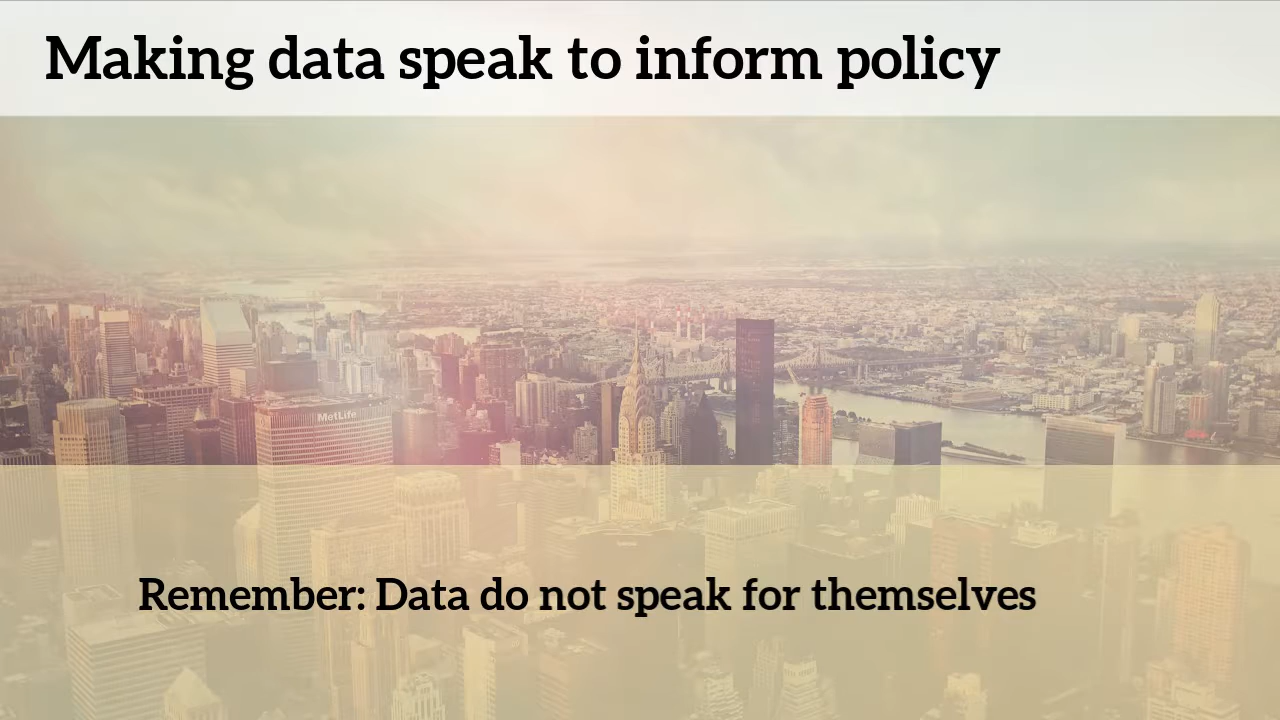 Making data speak to inform policy
MetLife
Remember: Data do not speak for themselves